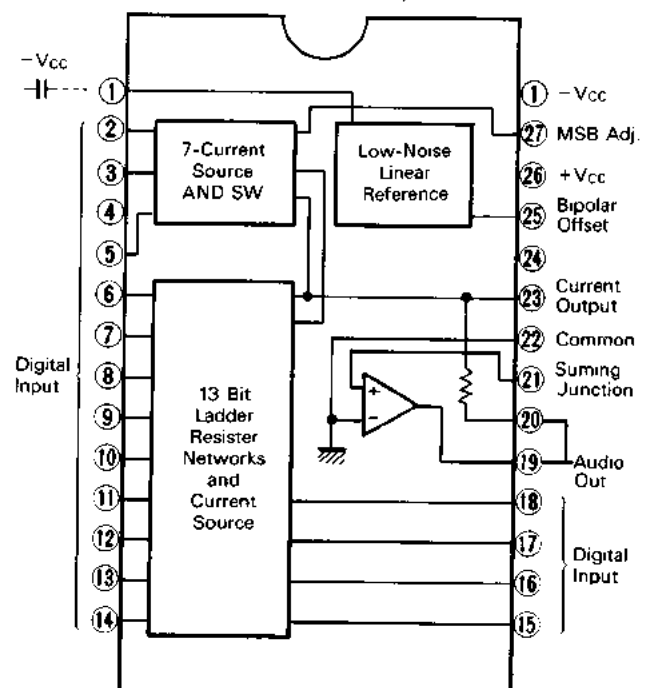 −Vcc
①
②
③
④
⑤
⑥
⑦
⑧
⑨
⑩
⑪
⑫
⑬
⑭
Digital
Input
7-Current
Source
AND SW
Low-Noise
Linear
Reference
13 Bit
Ladder
Resister
Networks
and
Current
Source
+
−
① −Vcc
㉗ MSB Adj.
㉖ +Vcc
㉕ Bipolar
Offset
㉔
㉓ Current
Output
㉒ Common
㉑ Suming
Junction
⑳
⑲ Audio
Out
⑱
⑰
⑯
⑮
Digital
Input